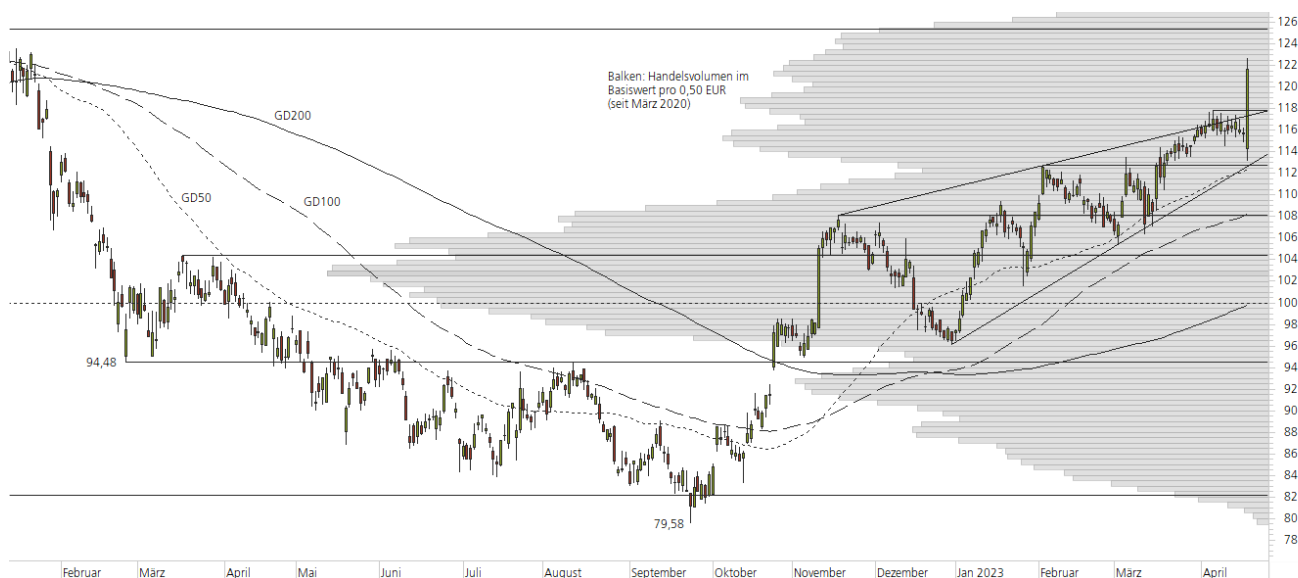 126
124
122
120
118
116
114
112
110
108
106
104
102
100
98
96
94
92
90
88
86
84
82
80
78
Balken: Handelsvolumen im
Basiswert pro 0,50 EUR
(seit März 2020)
GD200
GD50
GD100
94,48
79,58
Februar
März
April
Mai
Juni
Juli
August
September
Oktober
November
Dezember
Jan 2023
Februar
März
April